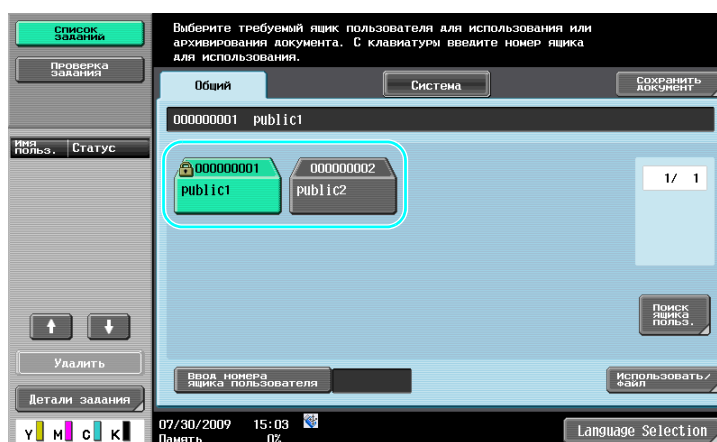 Список
задания
Проверка
задания
Имя
польз.
Статус
Удалить
Детали задания
Y M C K
Выберите требуемый ящик пользователя для использования или
архивирования документа. С клавиатуры введите номер ящика
для использования.
Общий
Система
Сохранить
документ
000000001 public1
000000001
public1
000000002
public2
1/ 1
Поиск
ящика
польз.
Ввод номера
ящика пользователя
Использовать/
файл
07/30/2009 15:03
Память 0%
Language Selection